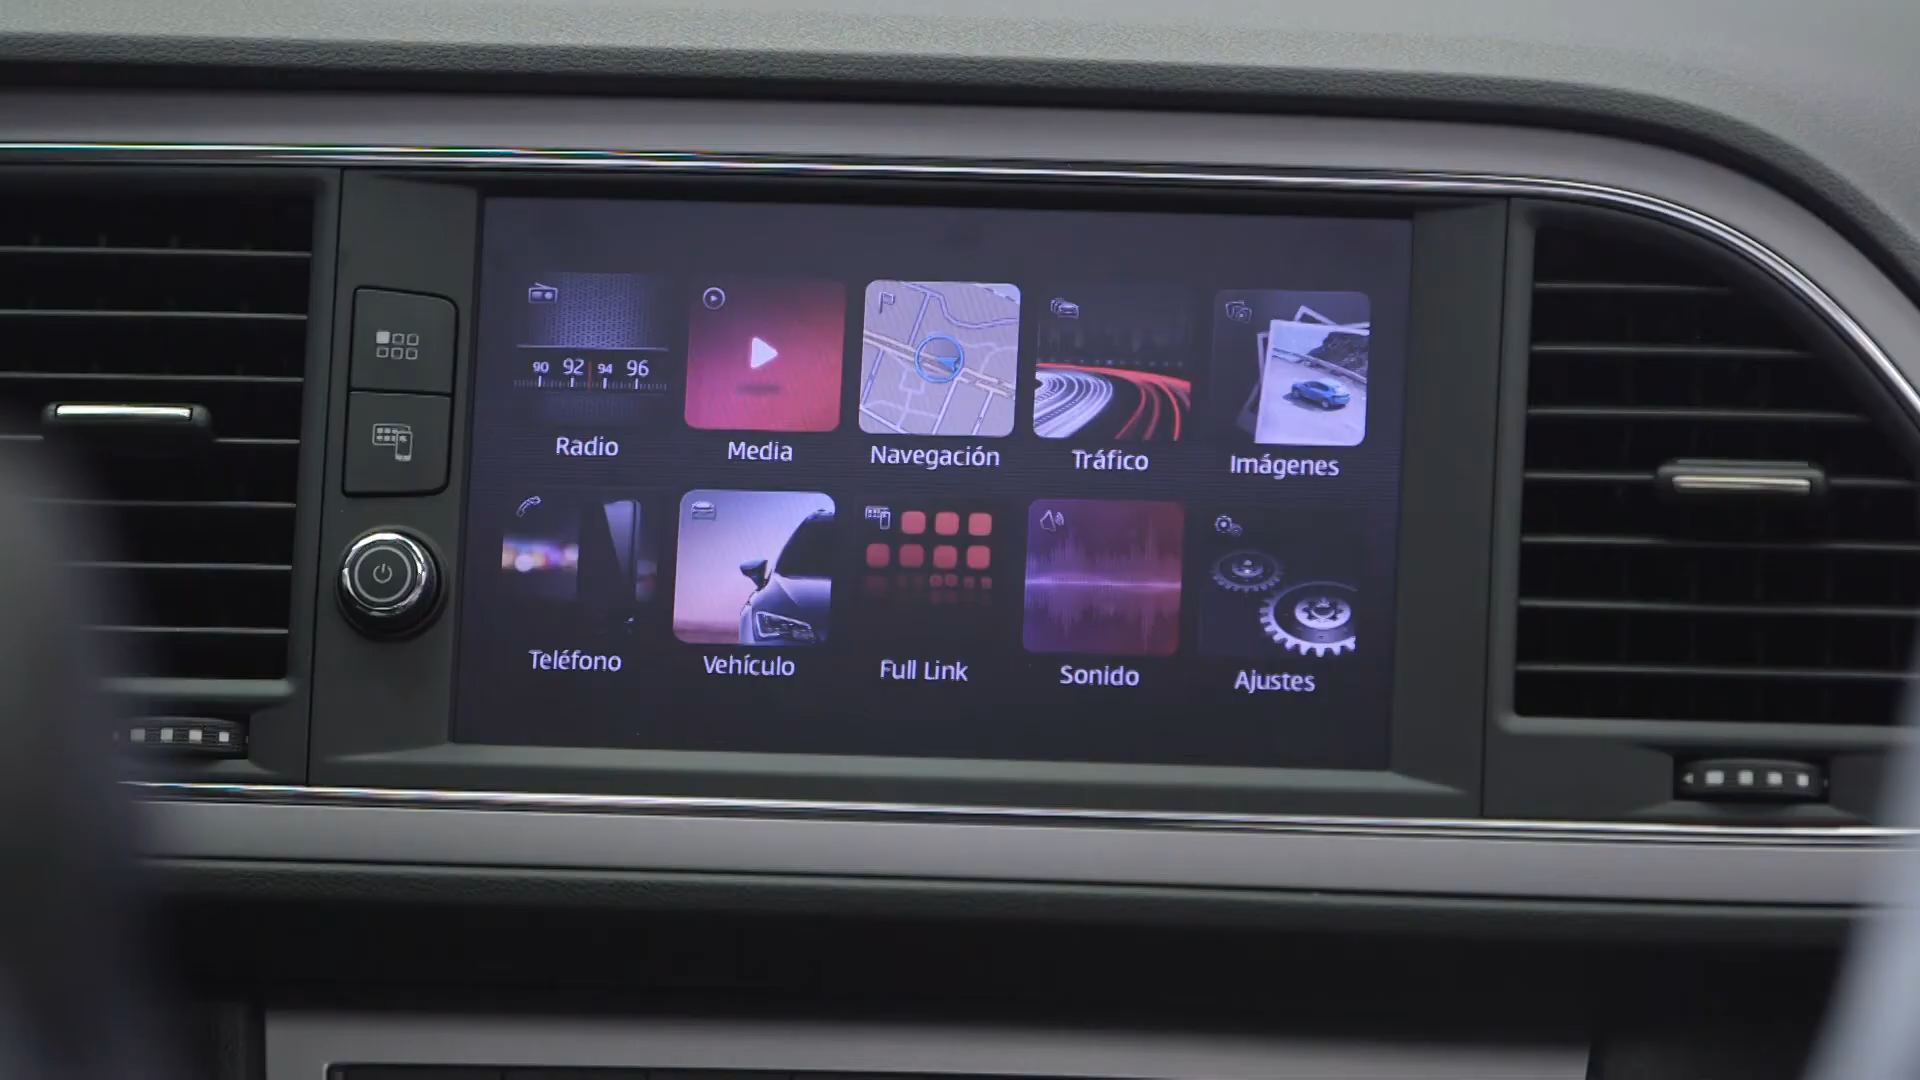 90 92 94 96
Radio
Media
Navegación
Tráfico
Imágenes
Teléfono
Vehículo
Full Link
Sonido
Ajustes